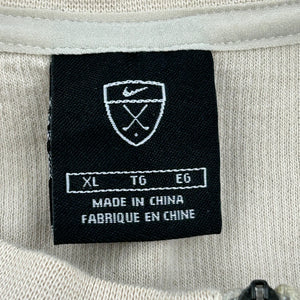 XL TG EG
MADE IN CHINA
FABRIQUE EN CHINE